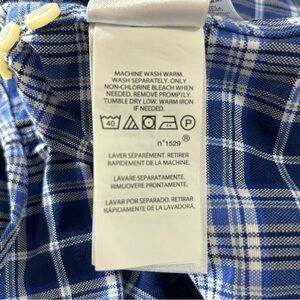 MACHINE WASH WARM.
WASH SEPARATELY. ONLY
NON-CHLORINE BLEACH WHEN
NEEDED. REMOVE PROMPTLY.
TUMBLE DRY LOW. WARM IRON
IF NEEDED.
40 P
®
n°1529
LAVER SÉPARÉMENT. RETIRER
RAPIDEMENT DE LA MACHINE.
LAVARE SEPARATAMENTE.
RIMUOVERE PRONTAMENTE.
LAVAR POR SEPARADO. RETIRAR
RÁPIDAMENTE DE LA LAVADORA.